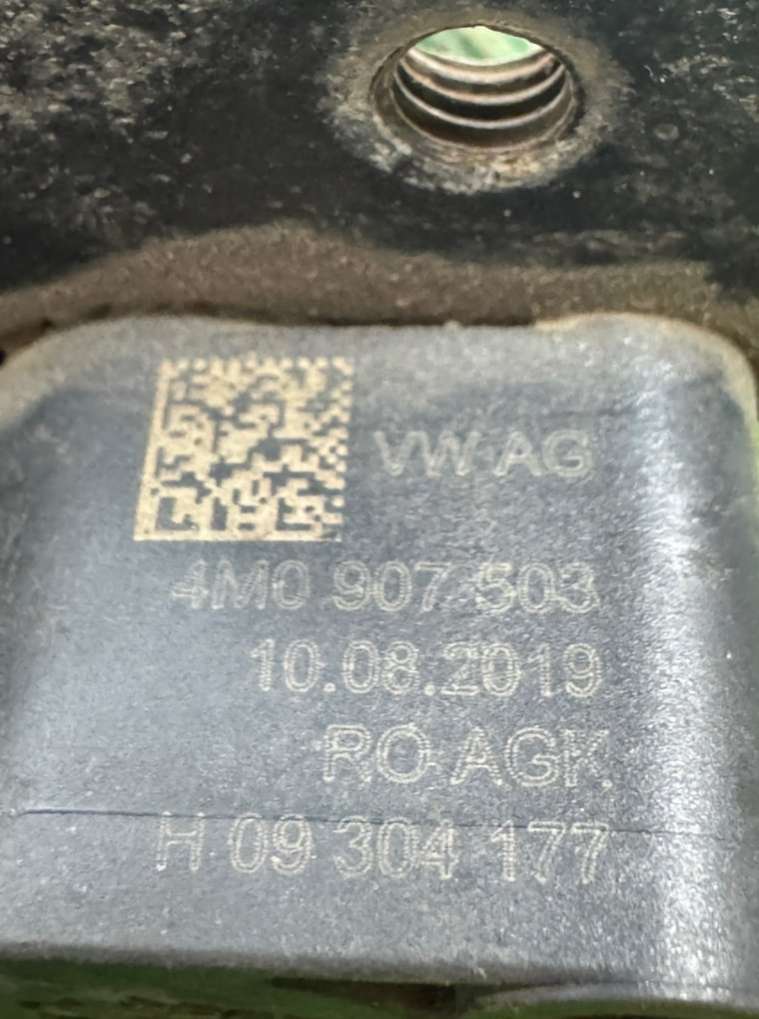 VW AG
4M0 907 503
10.08.2019
RO AGK
H 09 304 177